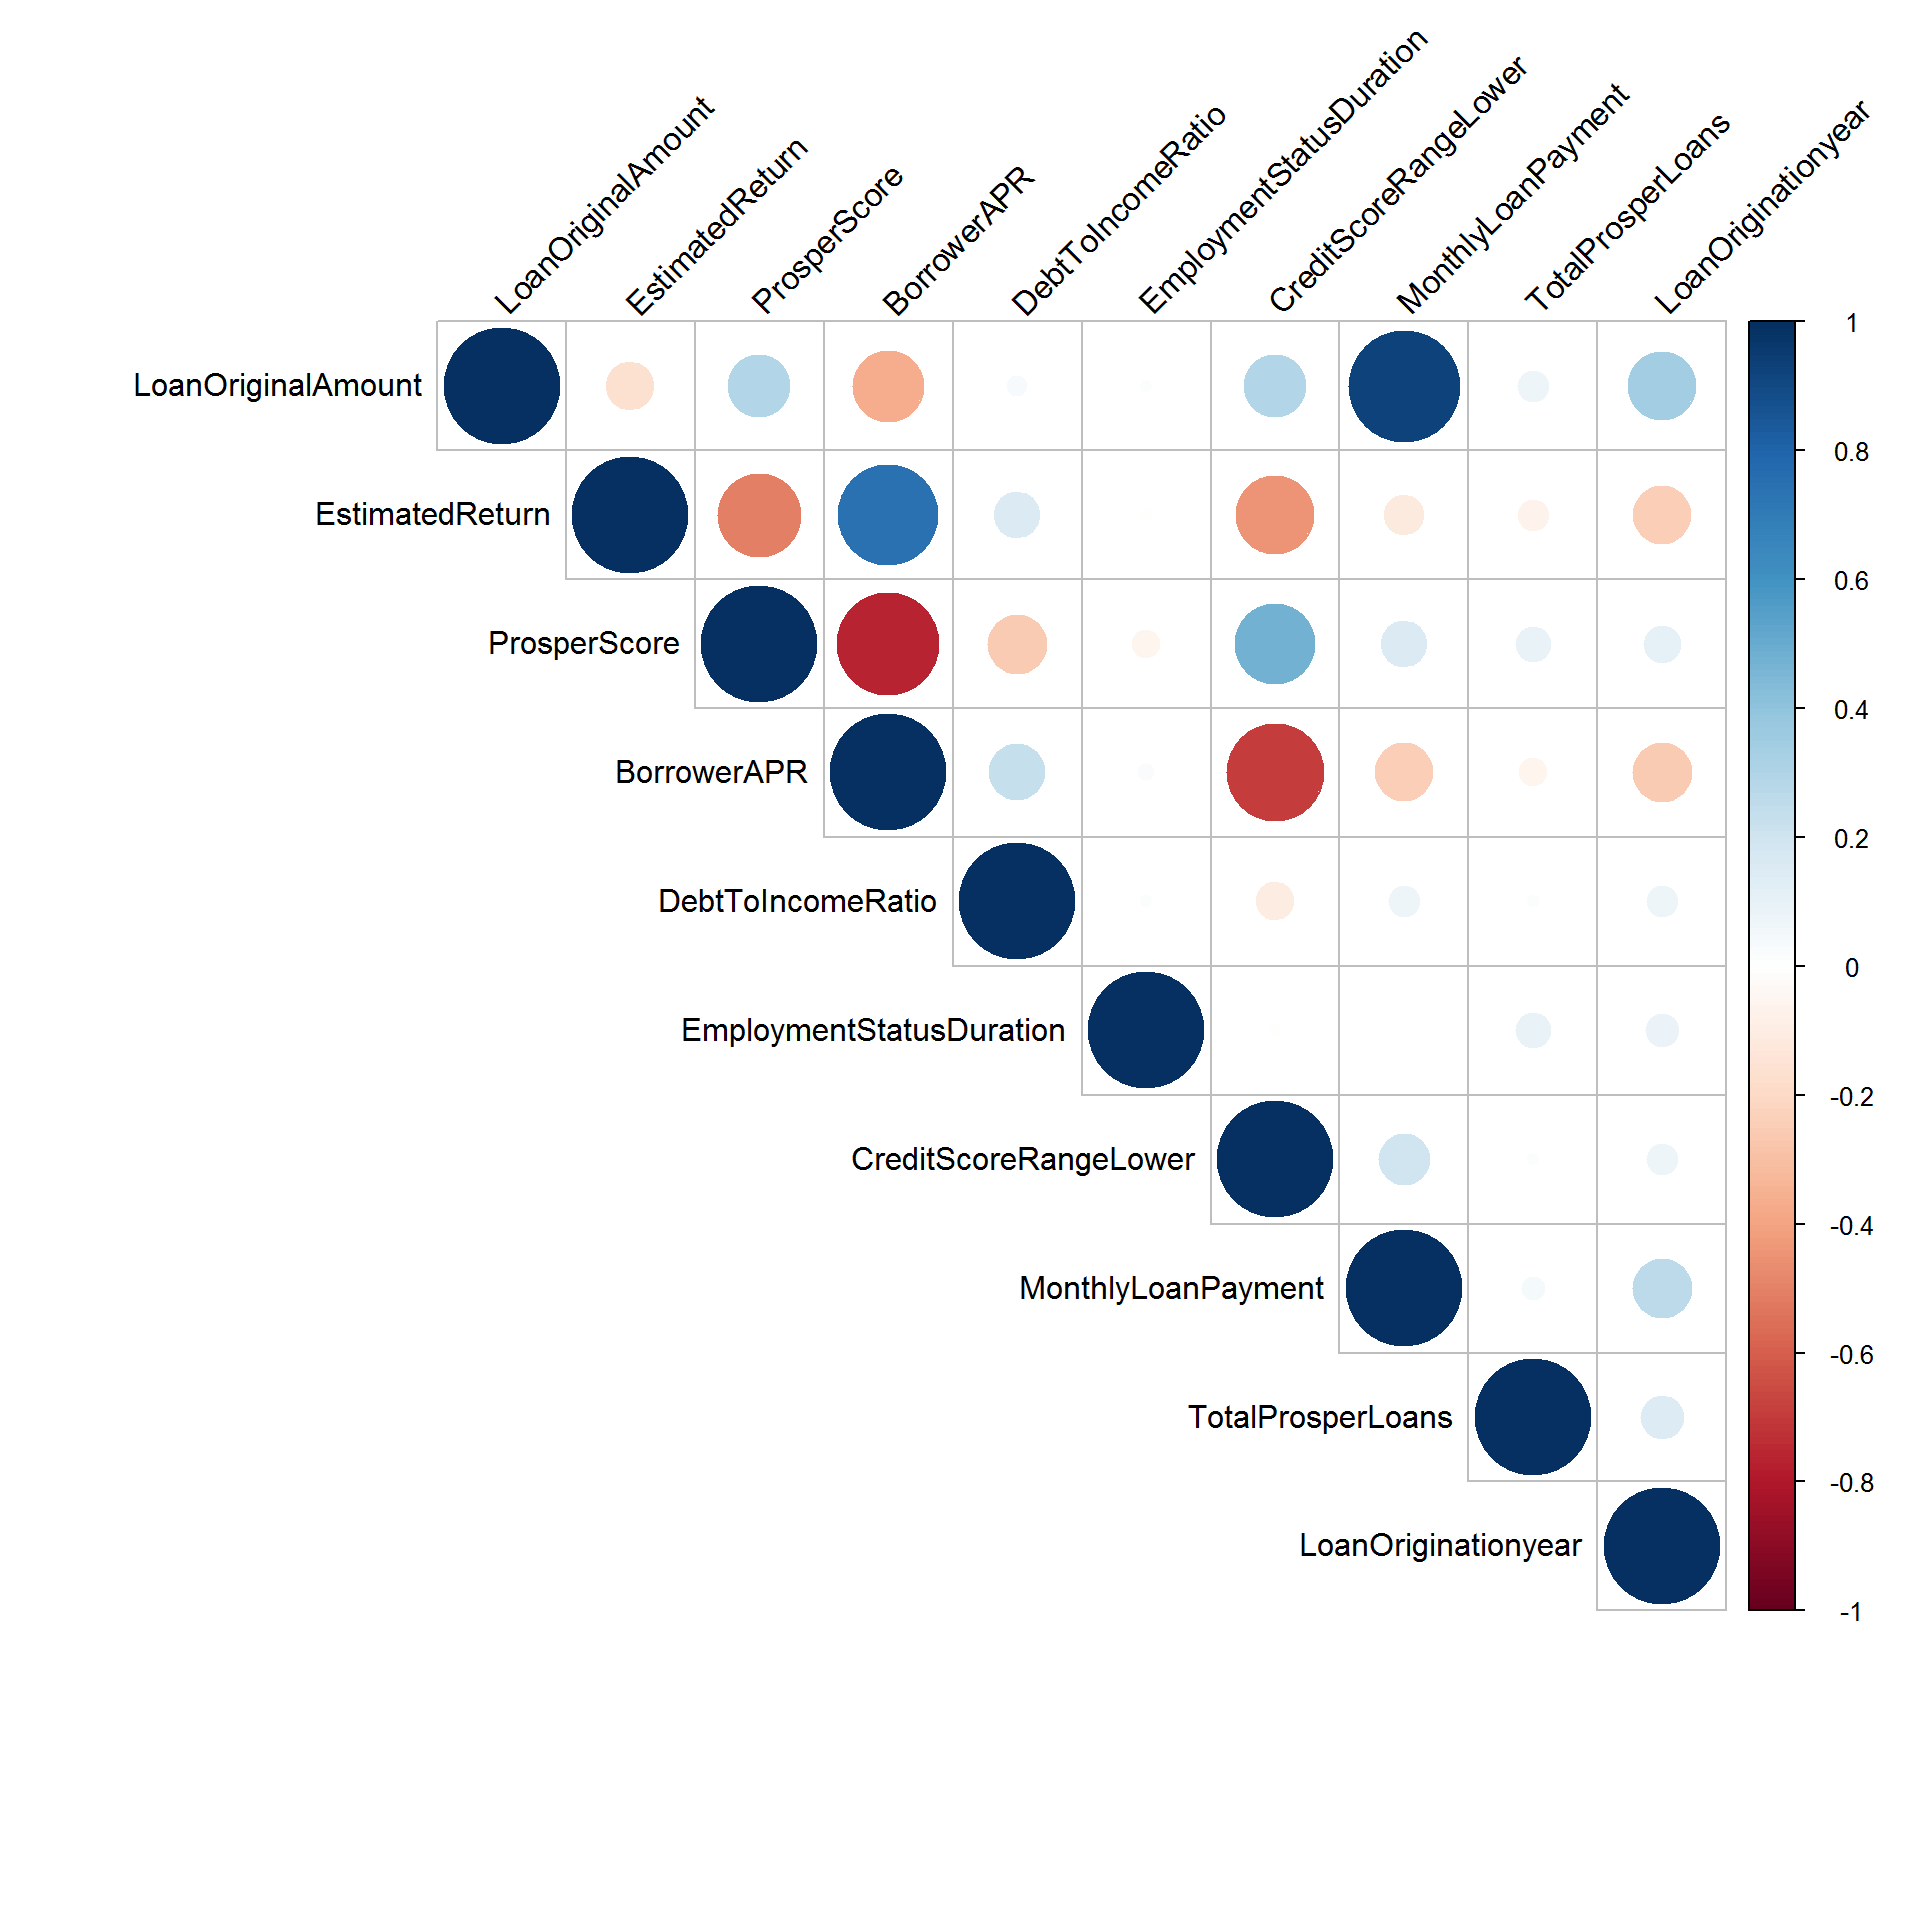 LoanOriginalAmount
EstimatedReturn
ProsperScore
BorrowerAPR
DebtToIncomeRatio
EmploymentStatusDuration
CreditScoreRangeLower
MonthlyLoanPayment
TotalProsperLoans
LoanOriginationyear
LoanOriginalAmount
EstimatedReturn
ProsperScore
BorrowerAPR
DebtToIncomeRatio
EmploymentStatusDuration
CreditScoreRangeLower
MonthlyLoanPayment
TotalProsperLoans
LoanOriginationyear
1
0.8
0.6
0.4
0.2
0
-0.2
-0.4
-0.6
-0.8
-1